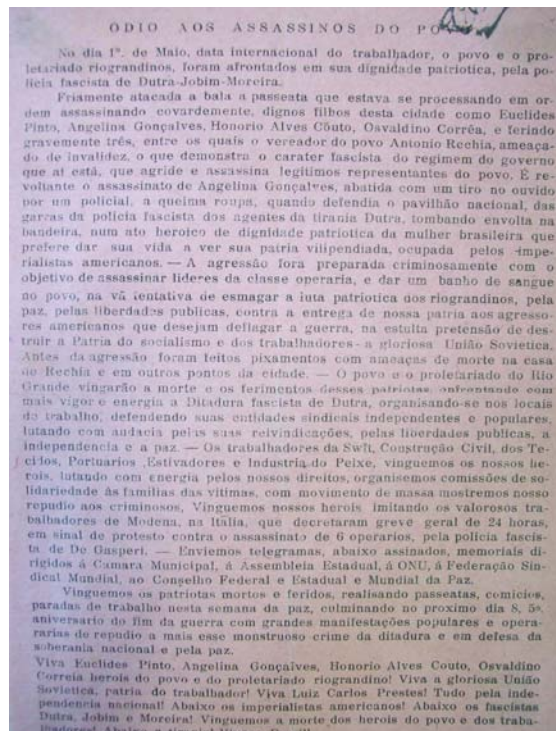 ODIO AOS ASSASSINOS DO
No dia 1º. de Maio, data internacional do trabalhador, o povo e o pro-
letariado riograndinos, foram afrontados em sua dignidade patriotica, pela po-
licia fascista de Dutra-Jobim-Moreira.
Friamente atacada a bala a passeata que estava se processando em or-
dem assassinando covardemente, dignos filhos desta cidade como Euclides
Pinto, Angelina Gonçalves, Honorio Alves Côuto, Osvaldino Corrêa, e ferindo
gravemente três, entre os quais o vereador do povo Antonio Rechia, ameaça-
do de invalidez, o que demonstra o carater fascista do regimem do governo
que aí está, que agride e assassina legitimos representantes do povo. É re-
voltante o assassinato de Angelina Gonçalves, abatida com um tiro no ouvido
por um policial, a queima roupa, quando defendia o pavilhão nacional, das
garras da policia fascista dos agentes da tirania Dutra, tombando envolta na
bandeira, num ato heroico de dignidade patriotica da mulher brasileira que
prefere dar sua vida a ver sua patria vilipendiada, ocupada pelos impe-
rialistas americanos. — A agressão fora preparada criminosamente com o
objetivo de assassinar lideres da classe operaria, e dar um banho de sangue
no povo, na vã tentativa de esmagar a luta patriotica dos riograndinos, pela
paz, pelas liberdades publicas, contra a entrega de nossa patria aos agresso-
res americanos que desejam deflagar a guerra, na estulta pretensão de des-
truir a Patria do socialismo e dos trabalhadores - a gloriosa União Sovietica.
Antes da agressão foram feitos pixamentos com ameaças de morte na casa
de Rechia e em outros pontos da cidade. — O povo e o proletariado do Rio
Grande vingarão a morte e os ferimentos desses patriotas, enfrentando com
mais vigor e energia a Ditadura fascista de Dutra, organisando-se nos locais
do trabalho, defendendo suas entidades sindicais independentes e populares,
lutando com audacia pelas suas reivindicações, pelas liberdades publicas, a
independencia e a paz. — Os trabalhadores da Swift, Construção Civil, dos Te-
cidos, Portuarios ,Estivadores e Industria do Peixe, vinguemos os nossos he-
rois, lutando com energia pelos nossos direitos, organisemos comissões de so-
lidariedade ás familias das vitimas, com movimento de massa mostremos nosso
repudio aos criminosos, Vinguemos nossos herois imitando os valorosos tra-
balhadores de Modena, na Itália, que decretaram greve geral de 24 horas,
em sinal de protesto contra o assassinato de 6 operarios, pela policia fascis-
ta de De Gasperi. — Enviemos telegramas, abaixo assinados, memoriais di-
rigidos á Camara Municipal, á Assembleia Estadual, á ONU, á Federação Sin-
dical Mundial, ao Conselho Federal e Estadual e Mundial da Paz.
Vinguemos os patriotas mortos e feridos, realisando passeatas, comicios,
paradas de trabalho nesta semana da paz, culminando no proximo dia 8, 5º.
aniversario do fim da guerra com grandes manifestações populares e opera-
rarias de repudio a mais esse monstruoso crime da ditadura e em defesa da
soberania nacional e pela paz.
Viva Euclides Pinto, Angelina Gonçalves, Honorio Alves Couto, Osvaldino
Correia herois do povo e do proletariado riograndino! Viva a gloriosa União
Sovietica, patria do trabalhador! Viva Luiz Carlos Prestes! Tudo pela inde-
pendencia nacional! Abaixo os imperialistas americanos! Abaixo os fascistas
Dutra, Jobim e Moreira! Vinguemos a morte dos herois do povo e dos traba-